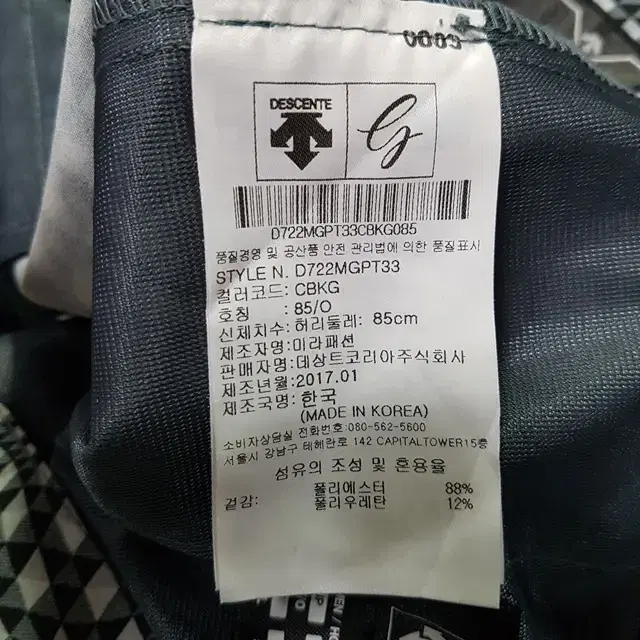 0083
DESCENTE
D722MGPT33CBKG085
품질경영 및 공산품 안전 관리법에 의한 품질표시
STYLE N. D722MGPT33
컬러코드: CBKG
호칭 : 85/O
신체치수: 허리둘레: 85cm
제조자명:미라패션
판매자명:데상트코리아주식회사
제조년월:2017.01
제조국명: 한국
(MADE IN KOREA)
소비자상담실 전화번호:080-562-5600
서울시 강남구 테헤란로 142 CAPITALTOWER15층
섬유의 조성 및 혼용율
겉감: 폴리에스터 88%
폴리우레탄 12%